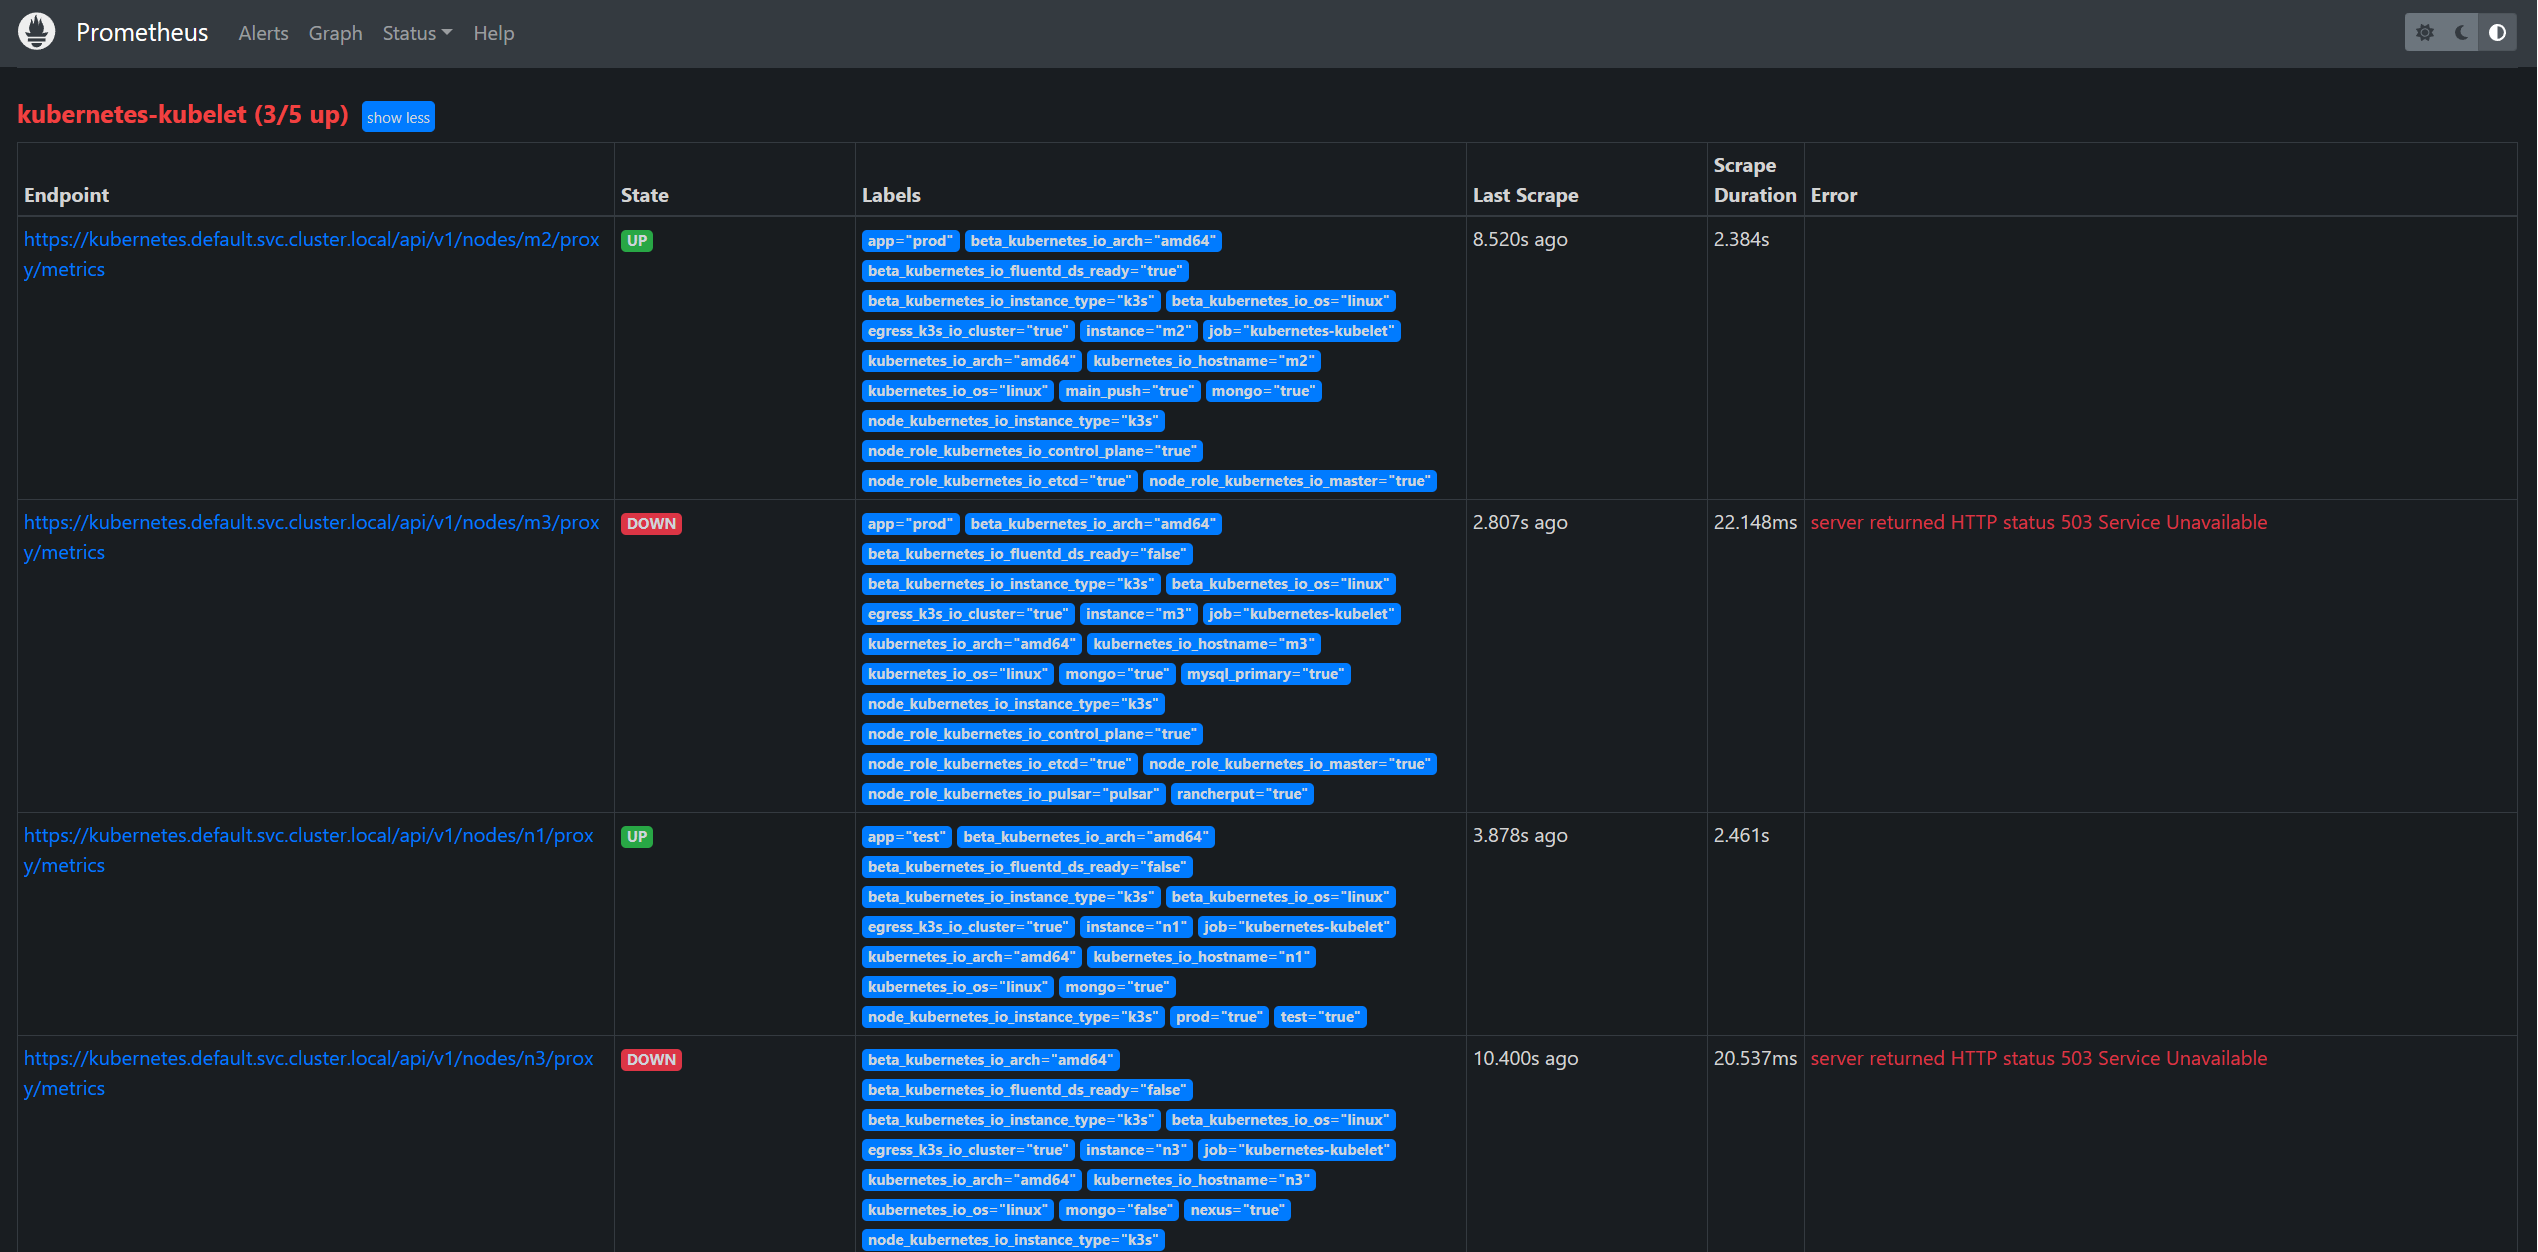 Prometheus Alerts Graph Status Help
kubernetes-kubelet (3/5 up) show less
Endpoint State Labels Last Scrape Scrape Duration Error
https://kubernetes.default.svc.cluster.local/api/v1/nodes/m2/prox
y/metrics
UP
app="prod" beta_kubernetes_io_arch="amd64"
beta_kubernetes_io_fluentd_ds_ready="true"
beta_kubernetes_io_instance_type="k3s" beta_kubernetes_io_os="linux"
egress_k3s_io_cluster="true" instance="m2" job="kubernetes-kubelet"
kubernetes_io_arch="amd64" kubernetes_io_hostname="m2"
kubernetes_io_os="linux" main_push="true" mongo="true"
node_kubernetes_io_instance_type="k3s"
node_role_kubernetes_io_control_plane="true"
node_role_kubernetes_io_etcd="true" node_role_kubernetes_io_master="true"
8.520s ago
2.384s
https://kubernetes.default.svc.cluster.local/api/v1/nodes/m3/prox
y/metrics
DOWN
app="prod" beta_kubernetes_io_arch="amd64"
beta_kubernetes_io_fluentd_ds_ready="false"
beta_kubernetes_io_instance_type="k3s" beta_kubernetes_io_os="linux"
egress_k3s_io_cluster="true" instance="m3" job="kubernetes-kubelet"
kubernetes_io_arch="amd64" kubernetes_io_hostname="m3"
kubernetes_io_os="linux" mongo="true" mysql_primary="true"
node_kubernetes_io_instance_type="k3s"
node_role_kubernetes_io_control_plane="true"
node_role_kubernetes_io_etcd="true" node_role_kubernetes_io_master="true"
node_role_kubernetes_io_pulsar="pulsar" rancherput="true"
2.807s ago
22.148ms
server returned HTTP status 503 Service Unavailable
https://kubernetes.default.svc.cluster.local/api/v1/nodes/n1/prox
y/metrics
UP
app="test" beta_kubernetes_io_arch="amd64"
beta_kubernetes_io_fluentd_ds_ready="false"
beta_kubernetes_io_instance_type="k3s" beta_kubernetes_io_os="linux"
egress_k3s_io_cluster="true" instance="n1" job="kubernetes-kubelet"
kubernetes_io_arch="amd64" kubernetes_io_hostname="n1"
kubernetes_io_os="linux" mongo="true"
node_kubernetes_io_instance_type="k3s" prod="true" test="true"
3.878s ago
2.461s
https://kubernetes.default.svc.cluster.local/api/v1/nodes/n3/prox
y/metrics
DOWN
beta_kubernetes_io_arch="amd64"
beta_kubernetes_io_fluentd_ds_ready="false"
beta_kubernetes_io_instance_type="k3s" beta_kubernetes_io_os="linux"
egress_k3s_io_cluster="true" instance="n3" job="kubernetes-kubelet"
kubernetes_io_arch="amd64" kubernetes_io_hostname="n3"
kubernetes_io_os="linux" mongo="false" nexus="true"
node_kubernetes_io_instance_type="k3s"
10.400s ago
20.537ms
server returned HTTP status 503 Service Unavailable